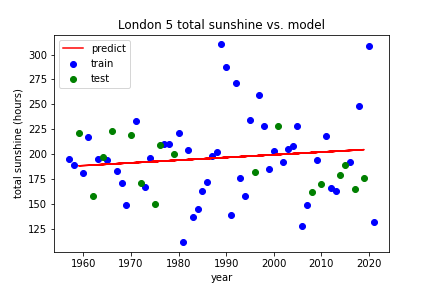 London 5 total sunshine vs. model
predict
train
test
total sunshine (hours)
300
275
250
225
200
175
150
125
1960
1970
1980
1990
2000
2010
2020
year